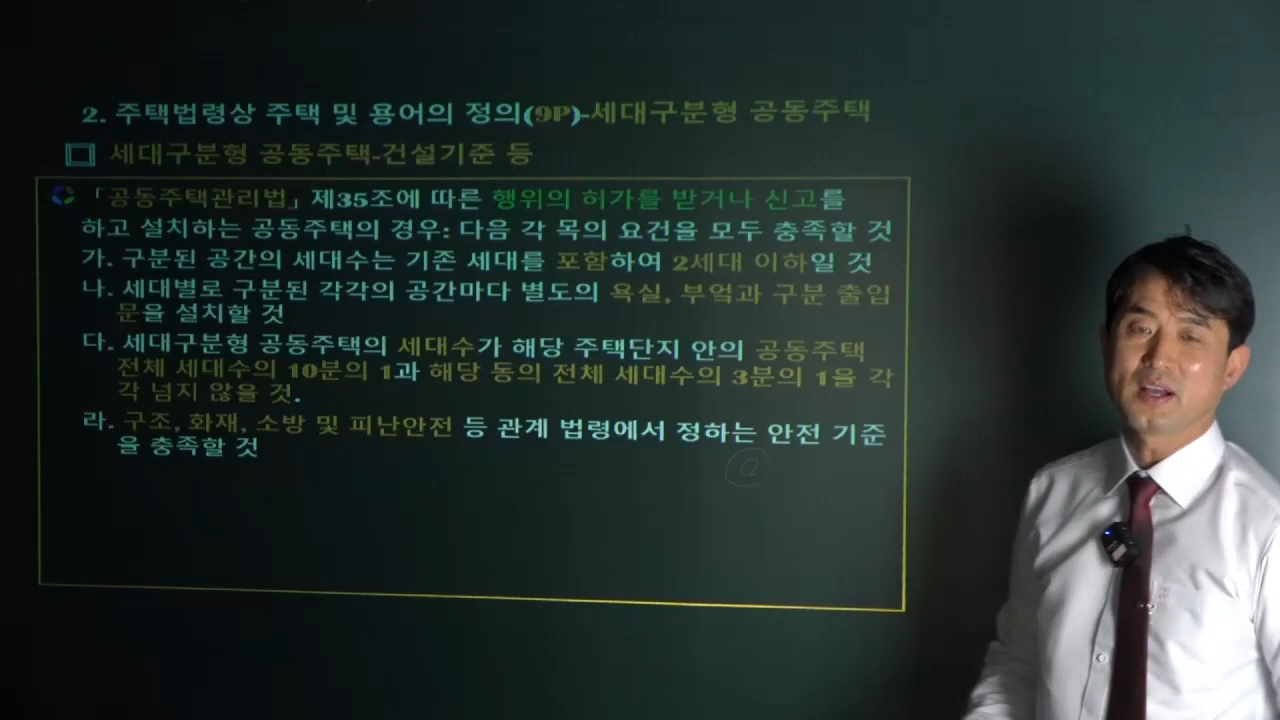 2. 주택법령상 주택 및 용어의 정의(9P)-세대구분형 공동주택
세대구분형 공동주택-건설기준 등
「공동주택관리법」 제35조에 따른 행위의 허가를 받거나 신고를
하고 설치하는 공동주택의 경우: 다음 각 목의 요건을 모두 충족할 것
가. 구분된 공간의 세대수는 기존 세대를 포함하여 2세대 이하일 것
나. 세대별로 구분된 각각의 공간마다 별도의 욕실, 부엌과 구분 출입
문을 설치할 것
다. 세대구분형 공동주택의 세대수가 해당 주택단지 안의 공동주택
전체 세대수의 10분의 1과 해당 동의 전체 세대수의 3분의 1을 각
각 넘지 않을 것.
라. 구조, 화재, 소방 및 피난안전 등 관계 법령에서 정하는 안전 기준
을 충족할 것